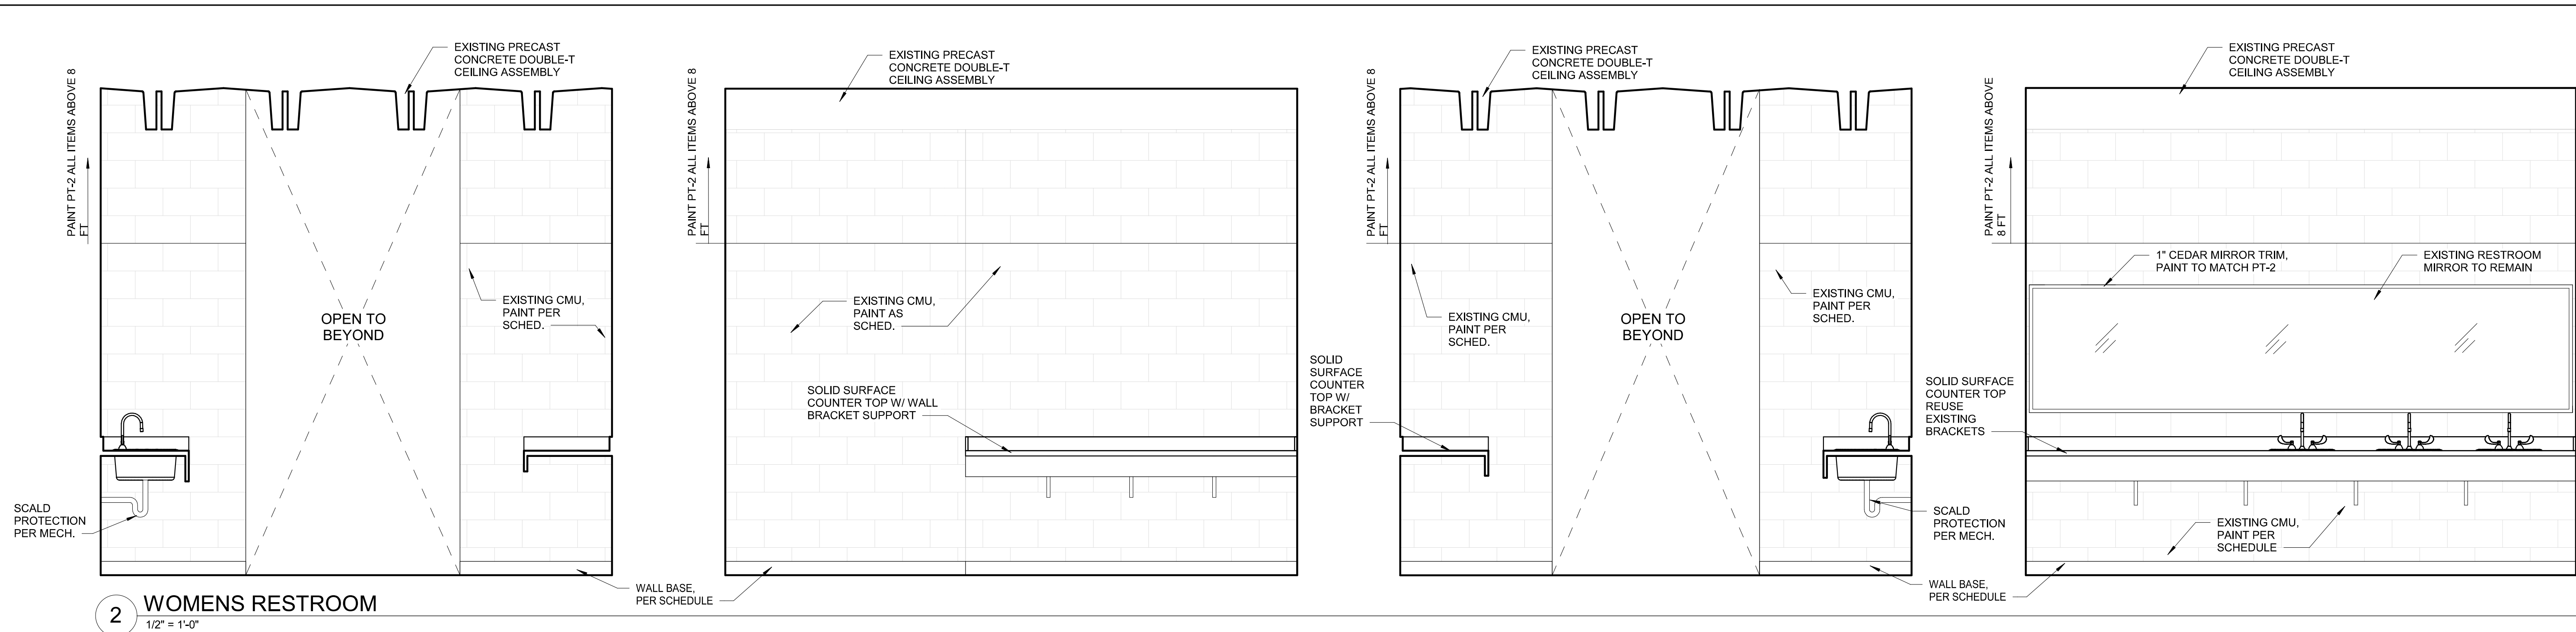 PAINT PT-2 ALL ITEMS ABOVE 8
FT
EXISTING PRECAST
CONCRETE DOUBLE-T
CEILING ASSEMBLY
OPEN TO
BEYOND
EXISTING CMU,
PAINT PER
SCHED.
SCALD
PROTECTION
PER MECH.
WALL BASE,
PER SCHEDULE
PAINT PT-2 ALL ITEMS ABOVE 8
FT
EXISTING PRECAST
CONCRETE DOUBLE-T
CEILING ASSEMBLY
EXISTING CMU,
PAINT AS
SCHED.
SOLID SURFACE
COUNTER TOP W/ WALL
BRACKET SUPPORT
PAINT PT-2 ALL ITEMS ABOVE 8
FT
EXISTING PRECAST
CONCRETE DOUBLE-T
CEILING ASSEMBLY
EXISTING CMU,
PAINT PER
SCHED.
OPEN TO
BEYOND
EXISTING CMU,
PAINT PER
SCHED.
SOLID
SURFACE
COUNTER
TOP W/
BRACKET
SUPPORT
SCALD
PROTECTION
PER MECH.
WALL BASE,
PER SCHEDULE
PAINT PT-2 ALL ITEMS ABOVE
8 FT
EXISTING PRECAST
CONCRETE DOUBLE-T
CEILING ASSEMBLY
1" CEDAR MIRROR TRIM,
PAINT TO MATCH PT-2
EXISTING RESTROOM
MIRROR TO REMAIN
SOLID SURFACE
COUNTER TOP
REUSE
EXISTING
BRACKETS
EXISTING CMU,
PAINT PER
SCHEDULE
2
WOMENS RESTROOM
1/2" = 1'-0"